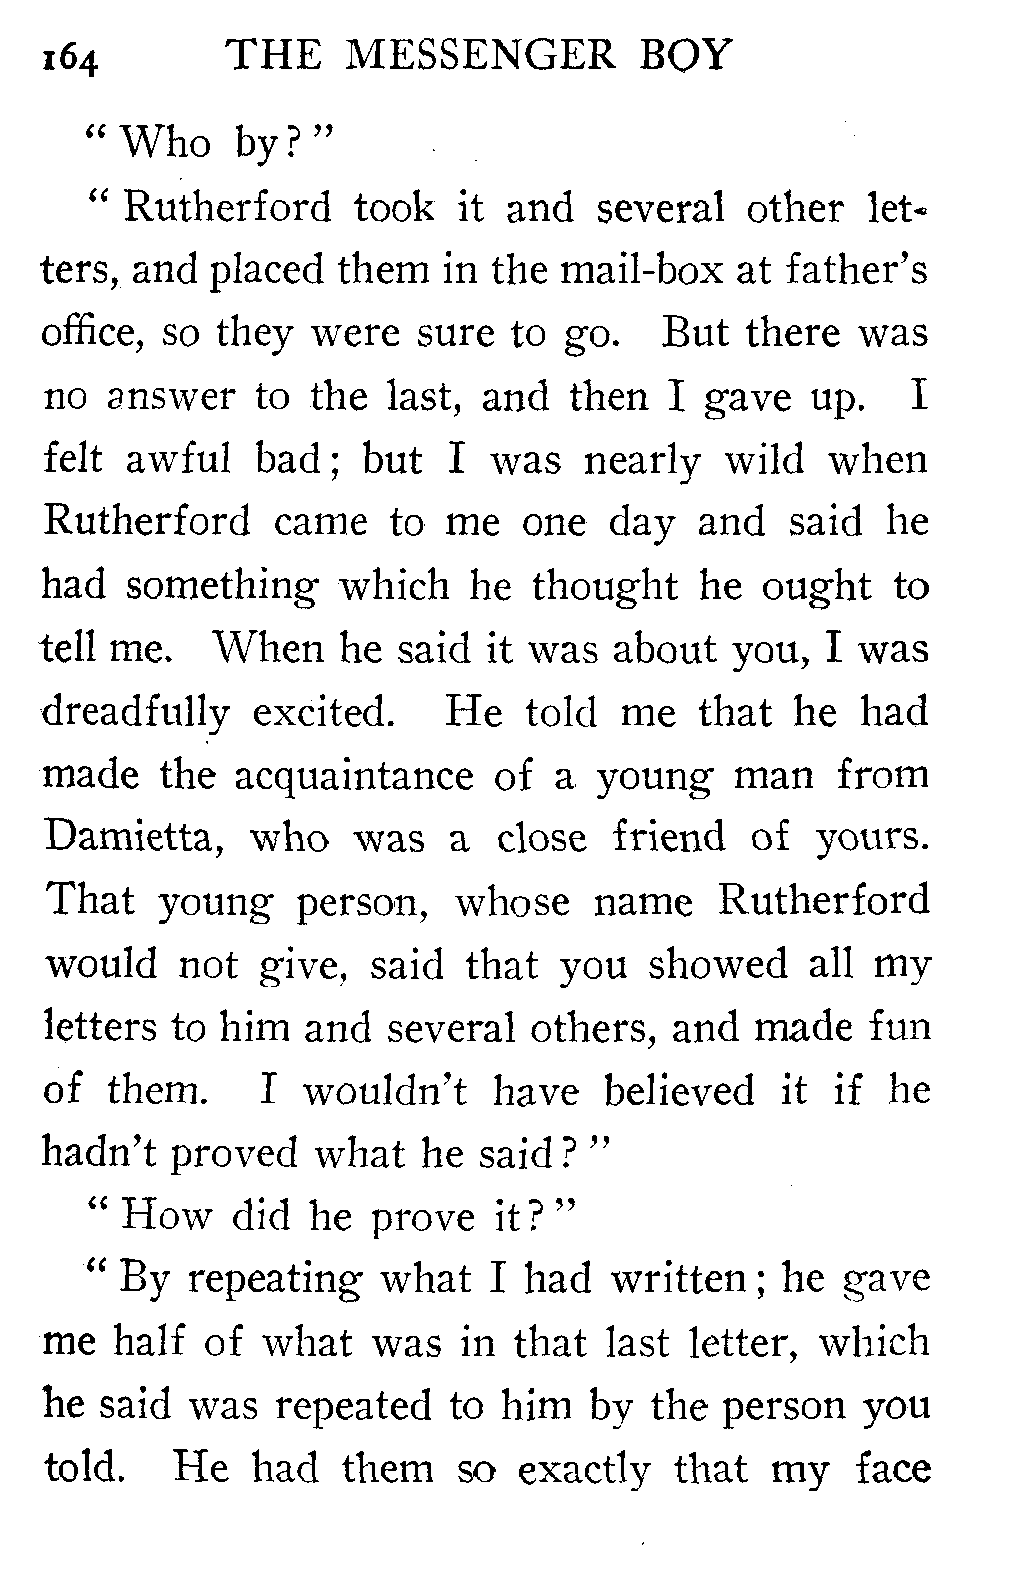 164 THE MESSENGER BOY
“ Who by? ”
“ Rutherford took it and several other let-
ters, and placed them in the mail-box at father’s
office, so they were sure to go. But there was
no answer to the last, and then I gave up. I
felt awful bad; but I was nearly wild when
Rutherford came to me one day and said he
had something which he thought he ought to
tell me. When he said it was about you, I was
dreadfully excited. He told me that he had
made the acquaintance of a young man from
Damietta, who was a close friend of yours.
That young person, whose name Rutherford
would not give, said that you showed all my
letters to him and several others, and made fun
of them. I wouldn’t have believed it if he
hadn’t proved what he said? ”
“ How did he prove it? ”
“ By repeating what I had written; he gave
me half of what was in that last letter, which
he said was repeated to him by the person you
told. He had them so exactly that my face